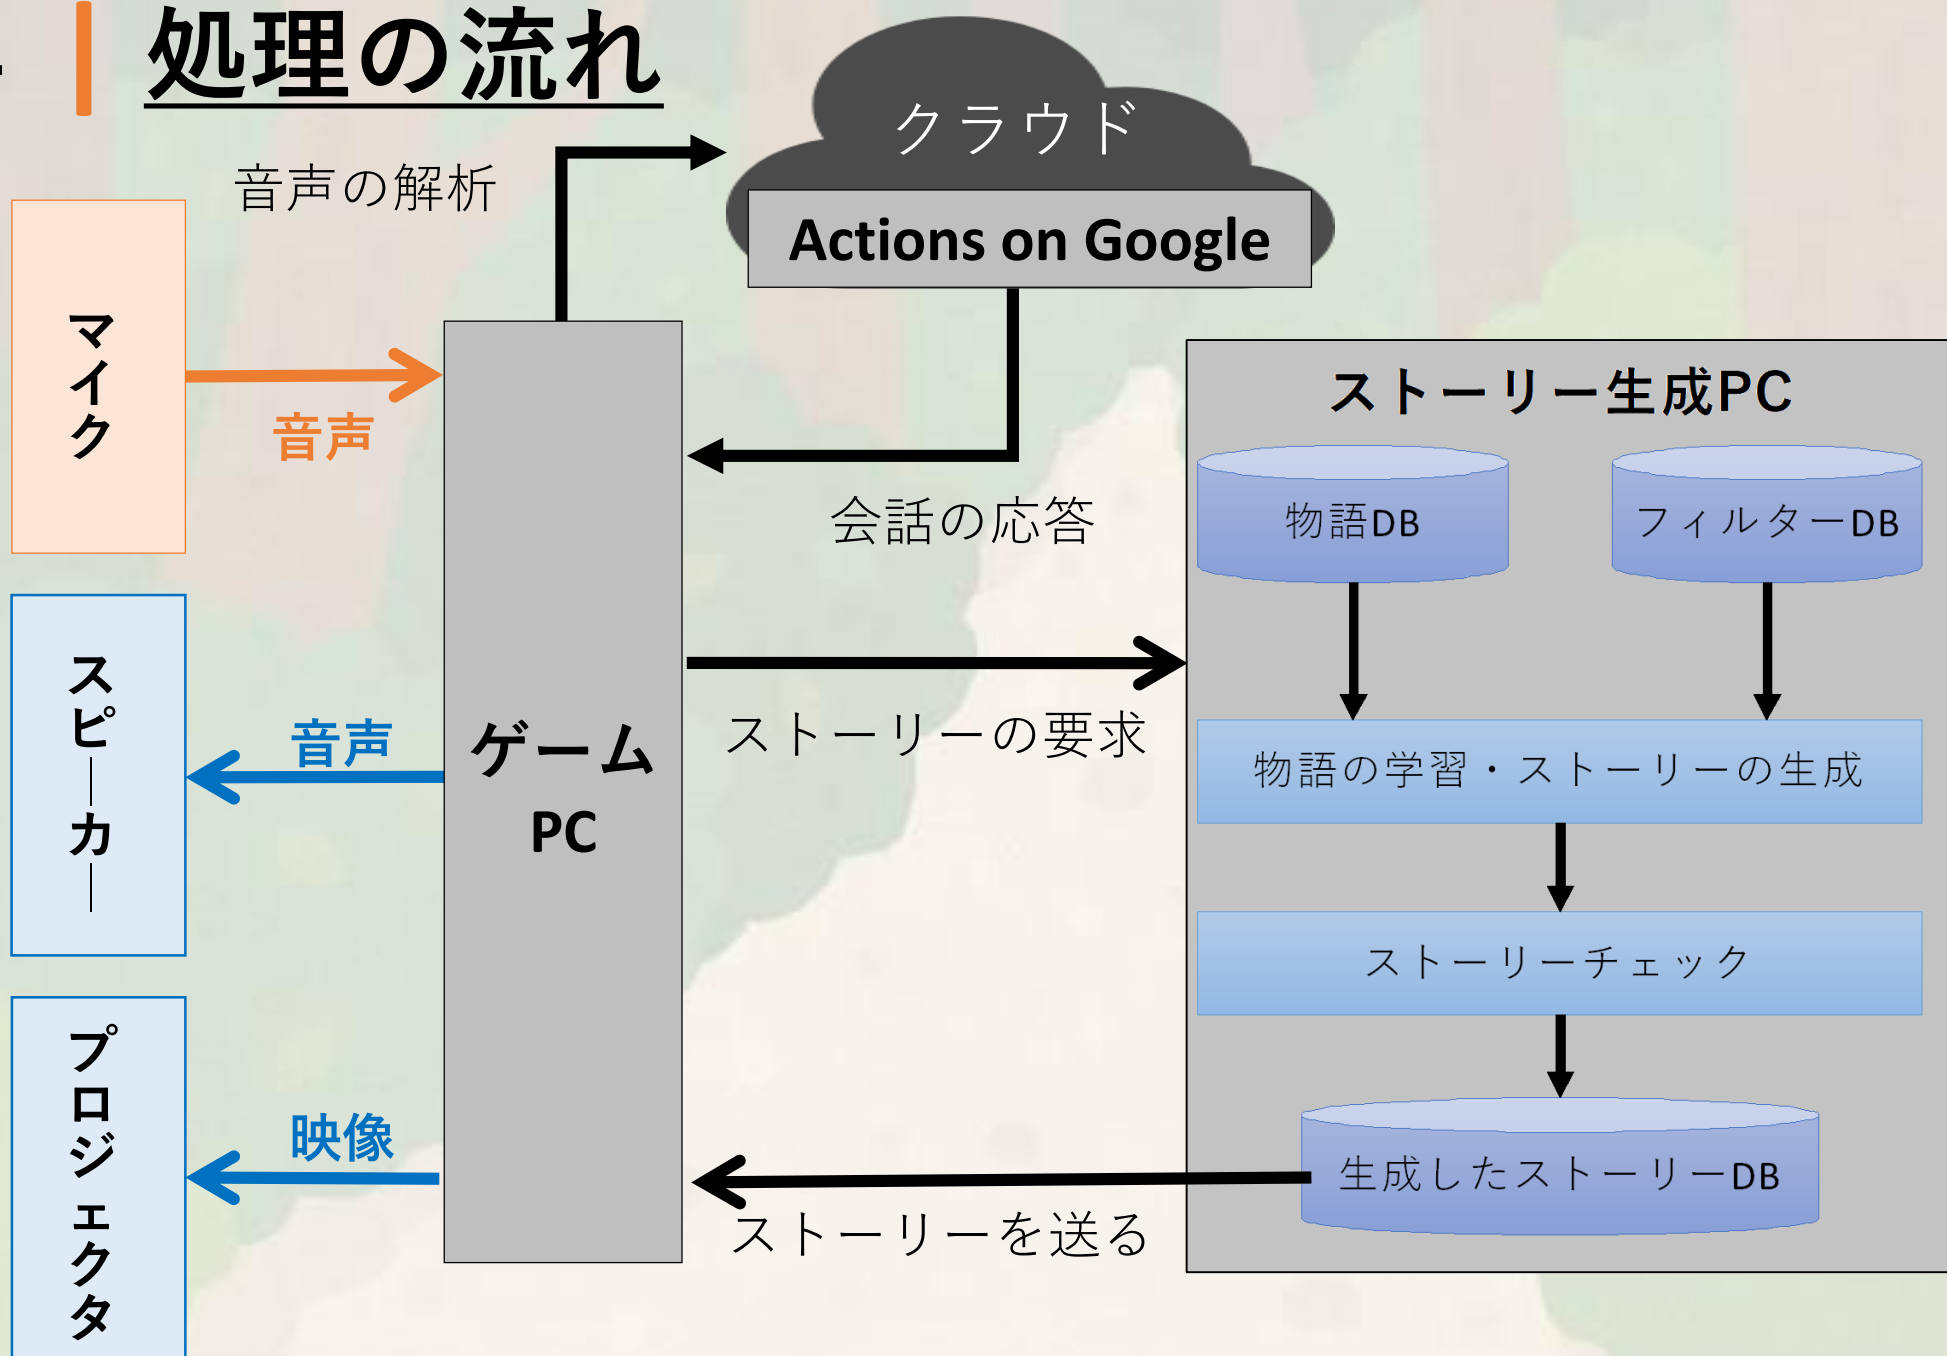 処理の流れ
クラウド
音声の解析
Actions on Google
マイク
音声
ストーリー生成PC
物語DB
フィルターDB
会話の応答
スピーカー
音声
ゲーム
PC
ストーリーの要求
物語の学習・ストーリーの生成
ストーリーチェック
プロジェクタ
映像
生成したストーリーDB
ストーリーを送る